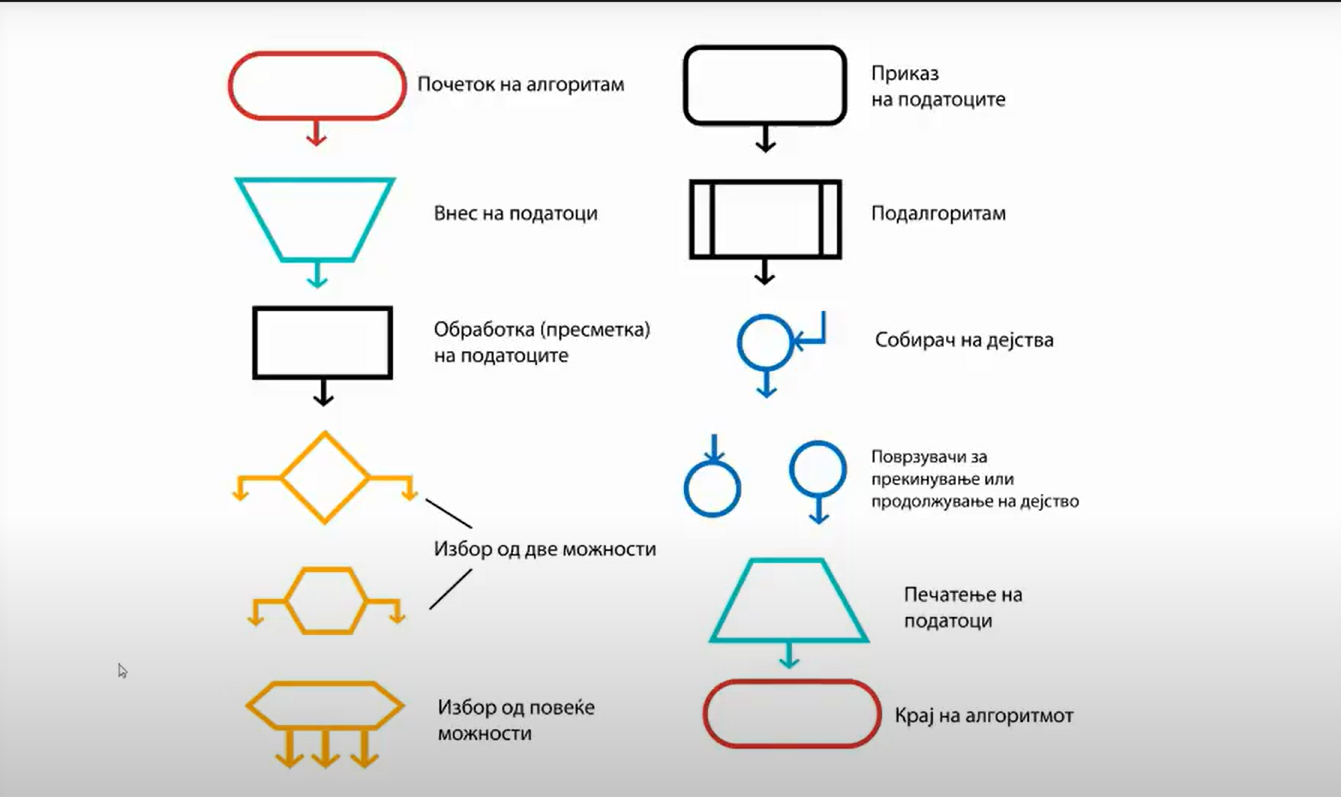 Почеток на алгоритам
Внес на податоци
Обработка (пресметка)
на податоците
Избор од две можности
Избор од повеќе
можности
Приказ
на податоците
Подалгоритам
Собирач на дејства
Поврзувачи за
прекинување или
продолжување на дејство
Печатење на
податоци
Крај на алгоритмот